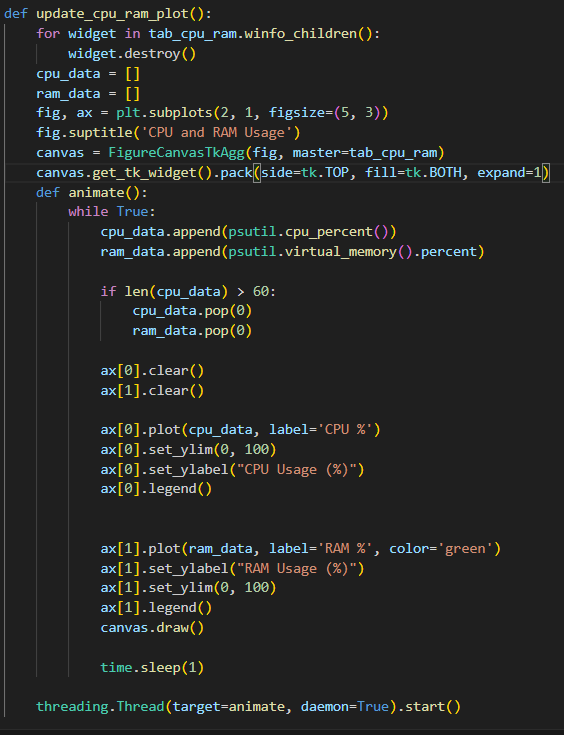 def update_cpu_ram_plot():
    for widget in tab_cpu_ram.winfo_children():
        widget.destroy()
    cpu_data = []
    ram_data = []
    fig, ax = plt.subplots(2, 1, figsize=(5, 3))
    fig.suptitle('CPU and RAM Usage')
    canvas = FigureCanvasTkAgg(fig, master=tab_cpu_ram)
    canvas.get_tk_widget().pack(side=tk.TOP, fill=tk.BOTH, expand=1)
    def animate():
        while True:
            cpu_data.append(psutil.cpu_percent())
            ram_data.append(psutil.virtual_memory().percent)

            if len(cpu_data) > 60:
                cpu_data.pop(0)
                ram_data.pop(0)

            ax[0].clear()
            ax[1].clear()

            ax[0].plot(cpu_data, label='CPU %')
            ax[0].set_ylim(0, 100)
            ax[0].set_ylabel("CPU Usage (%)")
            ax[0].legend()


            ax[1].plot(ram_data, label='RAM %', color='green')
            ax[1].set_ylabel("RAM Usage (%)")
            ax[1].set_ylim(0, 100)
            ax[1].legend()
            canvas.draw()

            time.sleep(1)

    threading.Thread(target=animate, daemon=True).start()